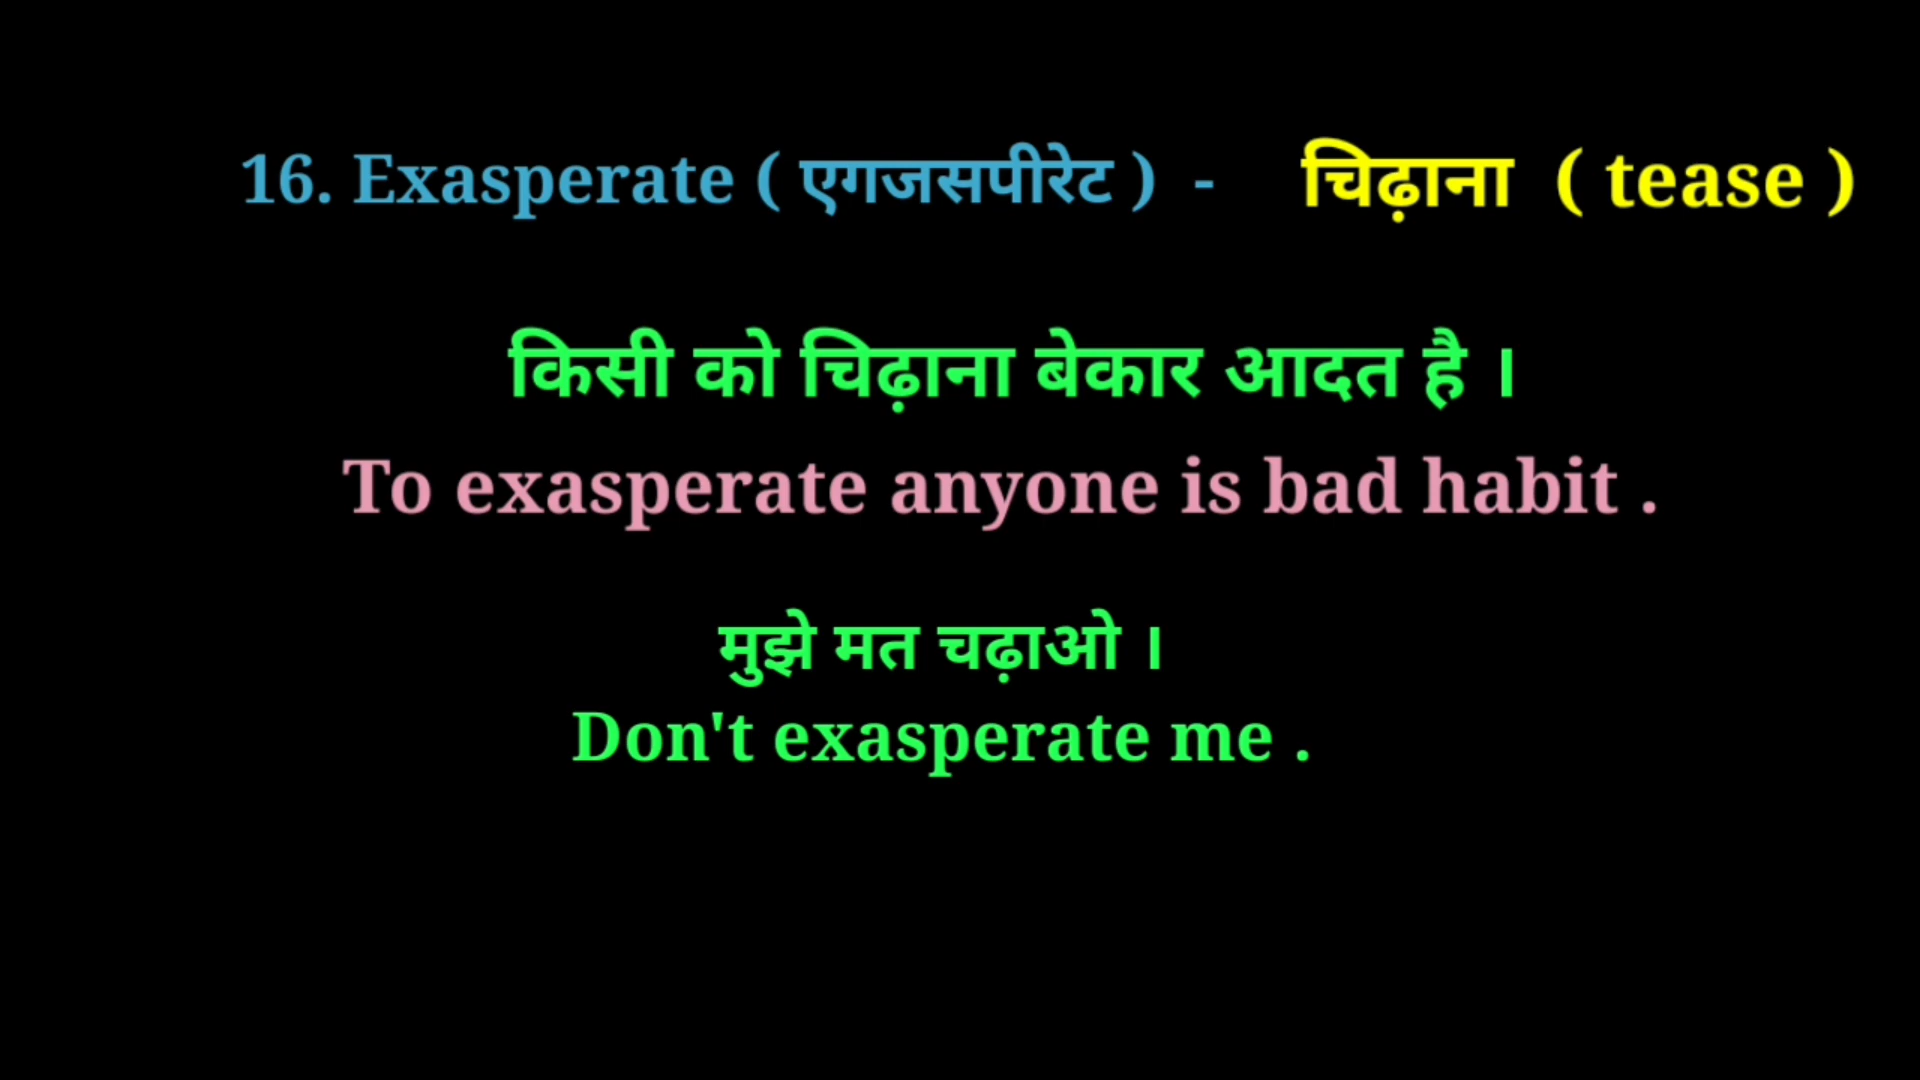 16. Exasperate ( एगजसपीरेट ) - चिढ़ाना ( tease )
किसी को चिढ़ाना बेकार आदत है ।
To exasperate anyone is bad habit .
मुझे मत चढ़ाओ ।
Don't exasperate me .